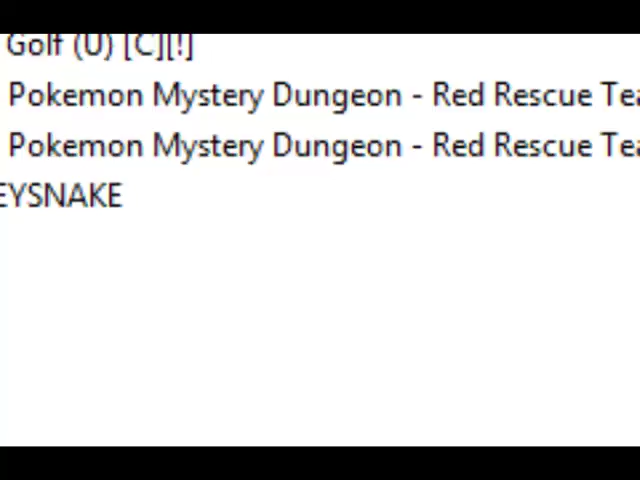 Golf (U) [C][!]
Pokemon Mystery Dungeon - Red Rescue Tea
Pokemon Mystery Dungeon - Red Rescue Tea
EYSNAKE